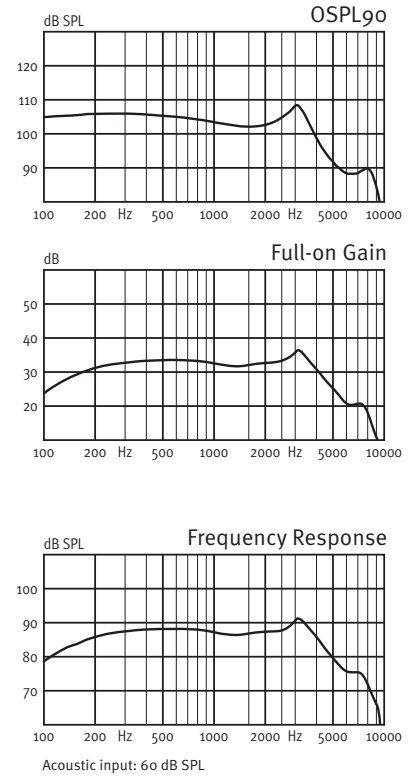 dB SPL OSPL90
120
110
100
90
100 200 Hz 500 1000 2000 Hz 5000 10000
dB Full-on Gain
50
40
30
20
100 200 Hz 500 1000 2000 Hz 5000 10000
dB SPL Frequency Response
100
90
80
70
100 200 Hz 500 1000 2000 Hz 5000 10000
Acoustic input: 60 dB SPL